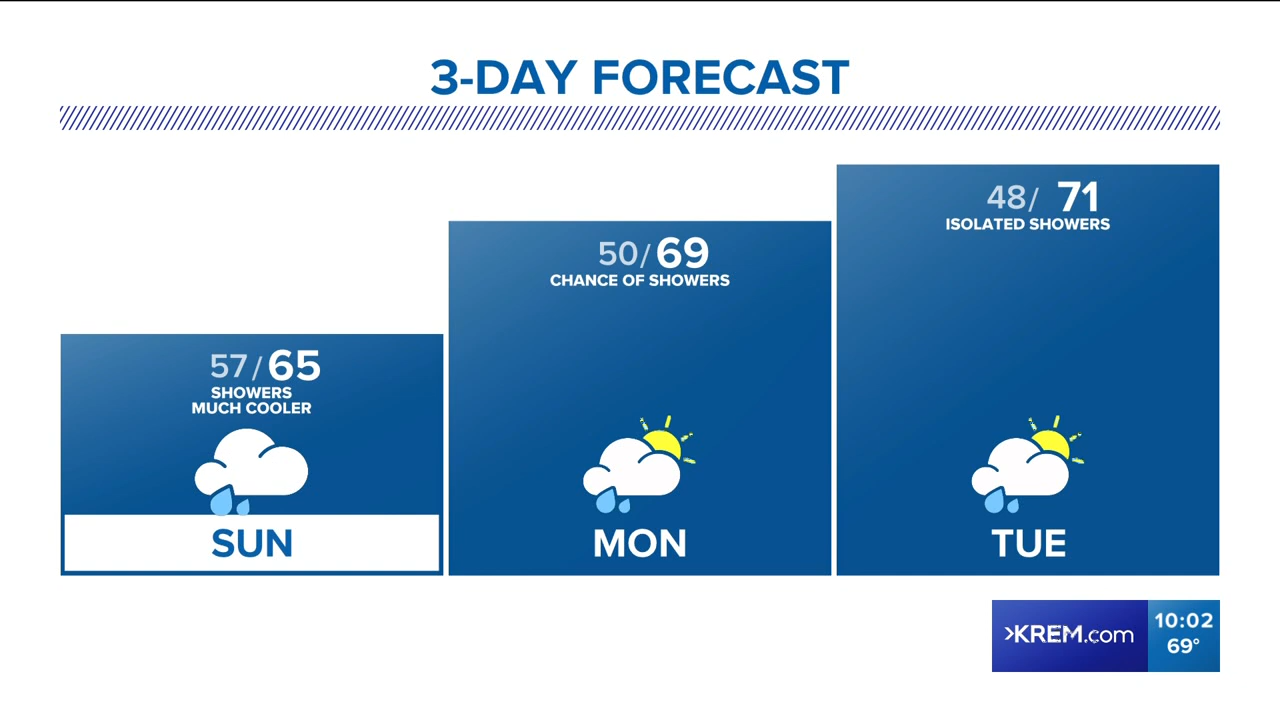 3-DAY FORECAST
57/65
SHOWERS
MUCH COOLER
SUN
50/69
CHANCE OF SHOWERS
MON
48/ 71
ISOLATED SHOWERS
TUE
KREM.com
10:02
69°